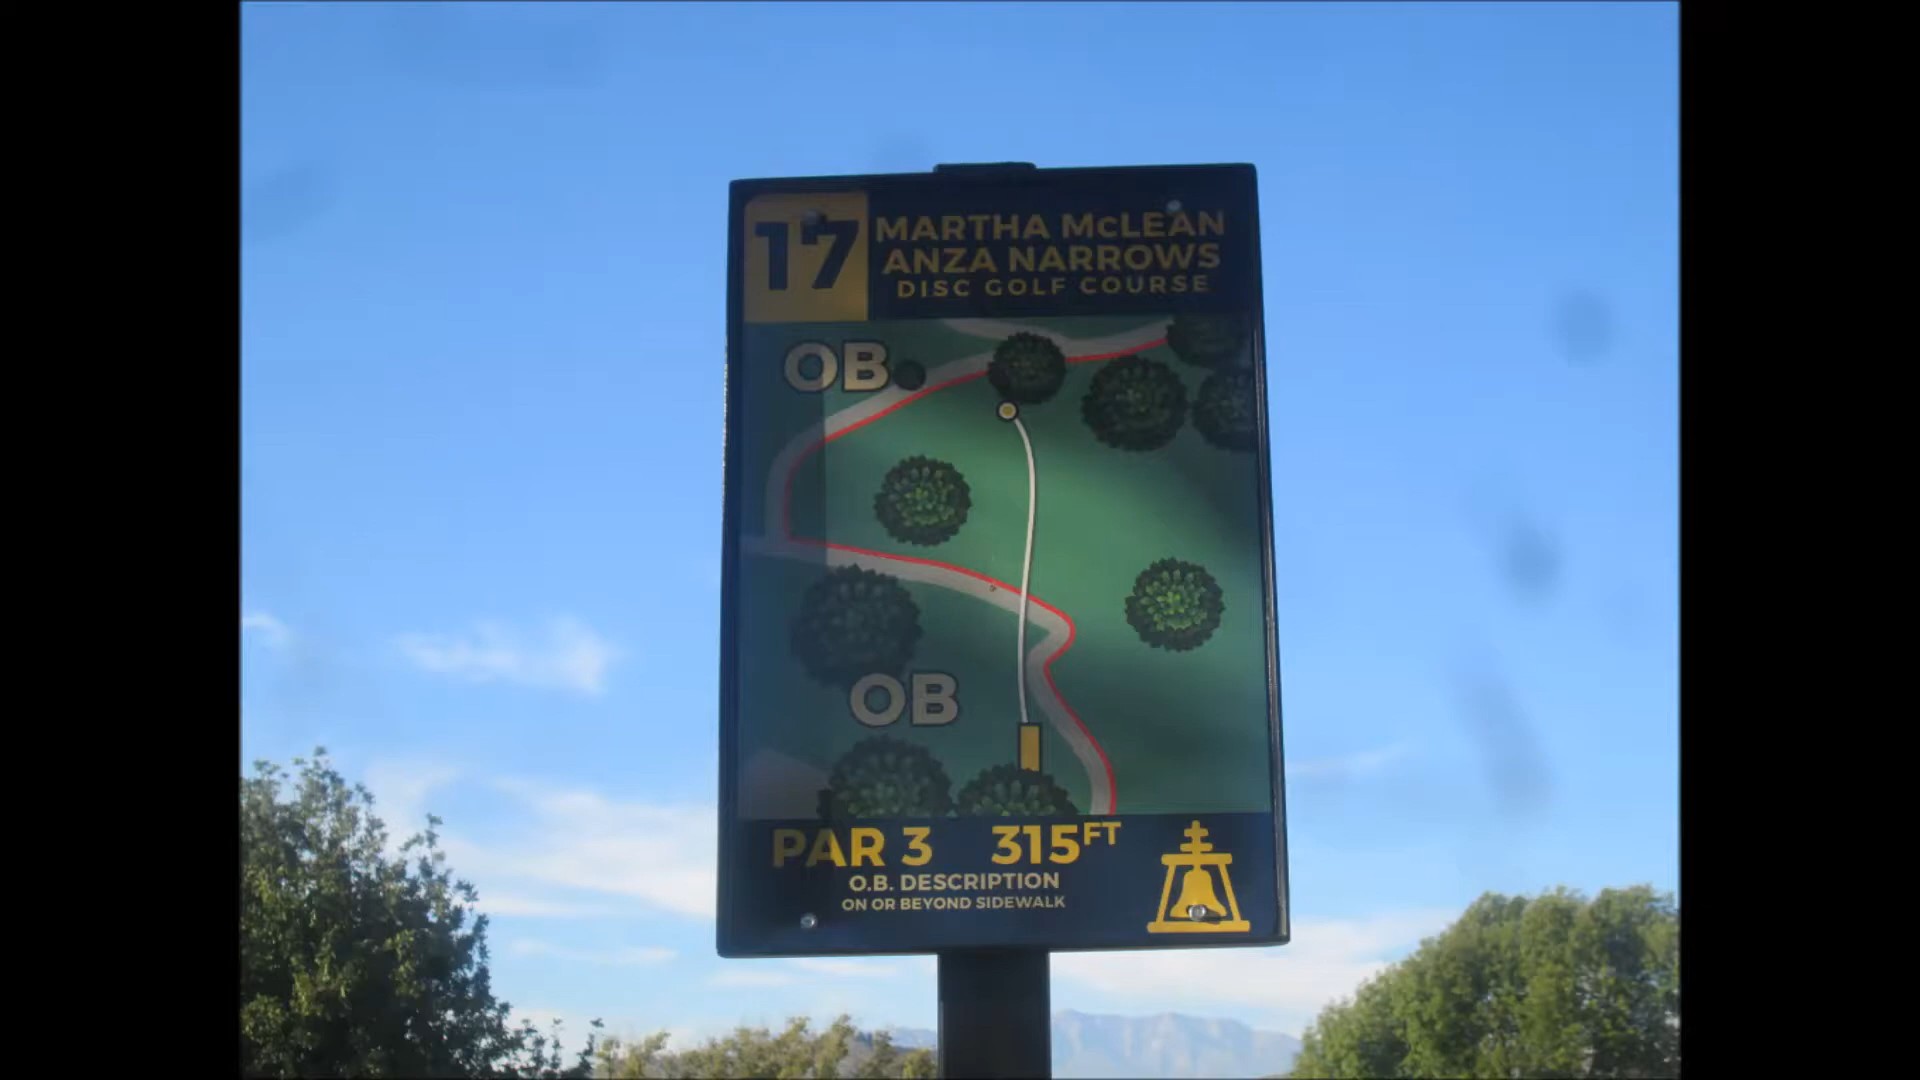 17
MARTHA McLEAN
ANZA NARROWS
DISC GOLF COURSE
OB
OB
PAR 3 315FT
O.B. DESCRIPTION
ON OR BEYOND SIDEWALK